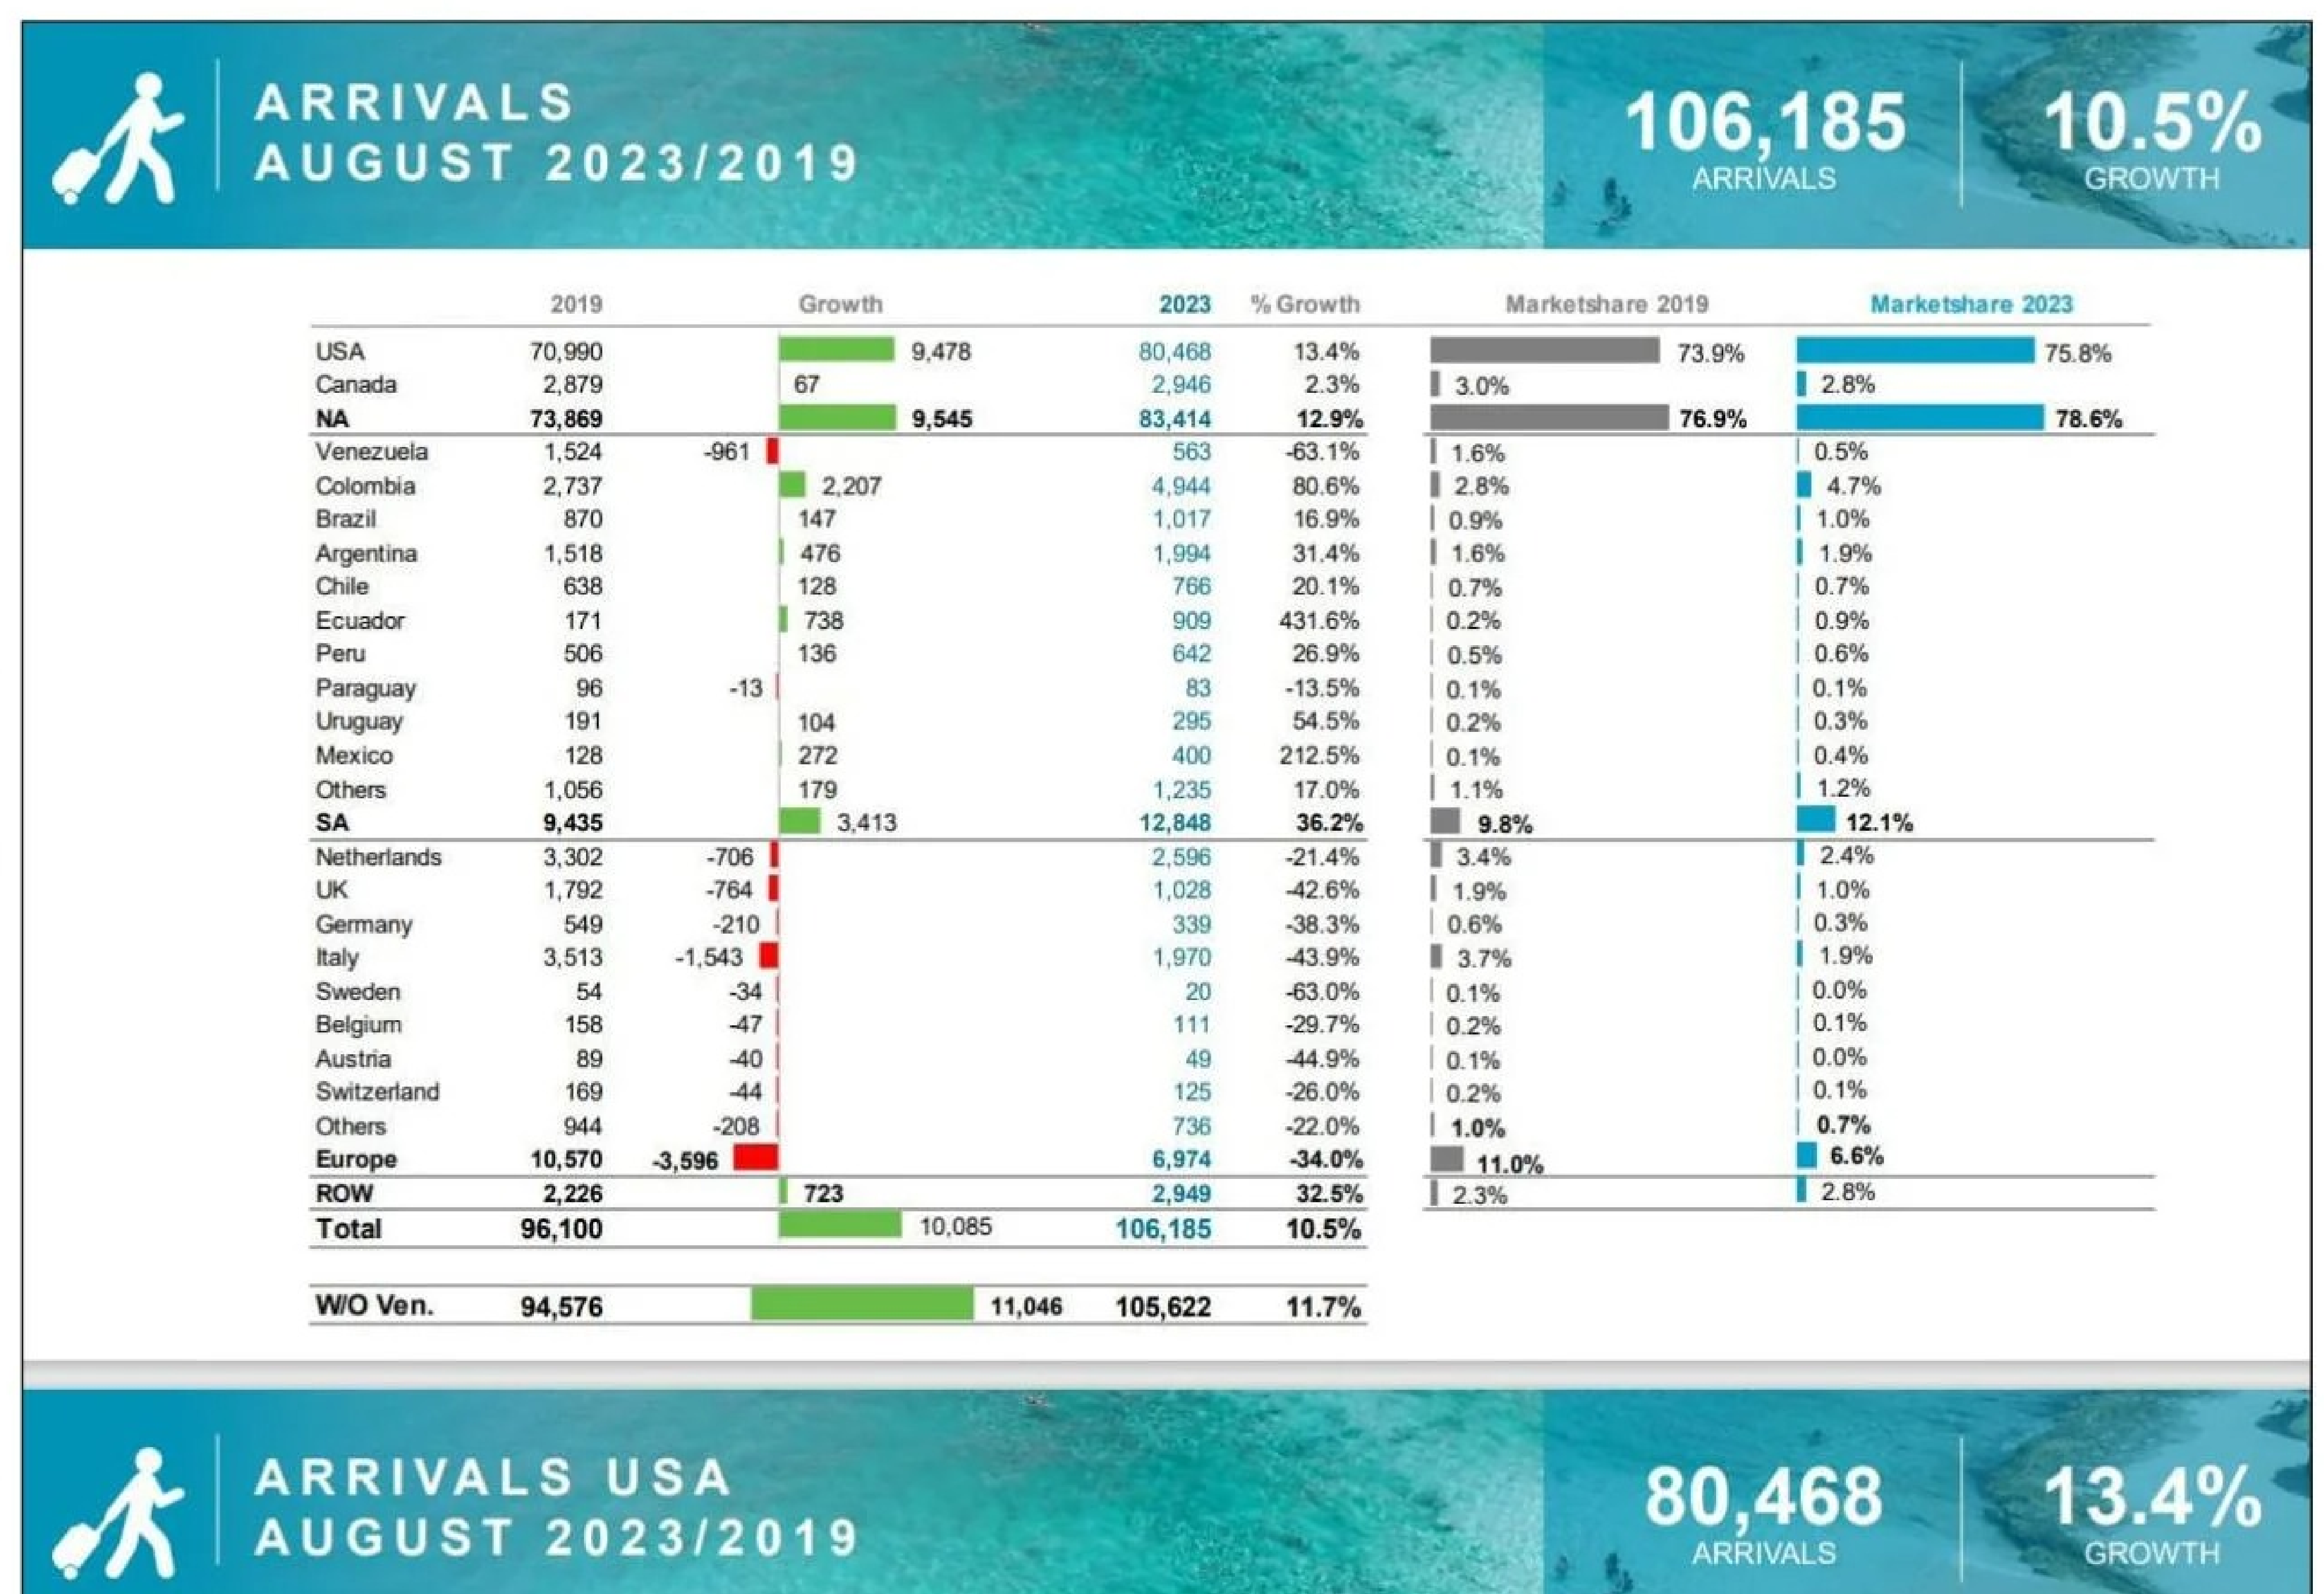 ARRIVALS
AUGUST 2023/2019
106,185
ARRIVALS
10.5%
GROWTH
2019 Growth 2023 % Growth Marketshare 2019 Marketshare 2023
USA 70,990 9,478 80,468 13.4% 73.9% 75.8%
Canada 2,879 67 2,946 2.3% 3.0% 2.8%
NA 73,869 9,545 83,414 12.9% 76.9% 78.6%
Venezuela 1,524 -961 563 -63.1% 1.6% 0.5%
Colombia 2,737 2,207 4,944 80.6% 2.8% 4.7%
Brazil 870 147 1,017 16.9% 0.9% 1.0%
Argentina 1,518 476 1,994 31.4% 1.6% 1.9%
Chile 638 128 766 20.1% 0.7% 0.7%
Ecuador 171 738 909 431.6% 0.2% 0.9%
Peru 506 136 642 26.9% 0.5% 0.6%
Paraguay 96 -13 83 -13.5% 0.1% 0.1%
Uruguay 191 104 295 54.5% 0.2% 0.3%
Mexico 128 272 400 212.5% 0.1% 0.4%
Others 1,056 179 1,235 17.0% 1.1% 1.2%
SA 9,435 3,413 12,848 36.2% 9.8% 12.1%
Netherlands 3,302 -706 2,596 -21.4% 3.4% 2.4%
UK 1,792 -764 1,028 -42.6% 1.9% 1.0%
Germany 549 -210 339 -38.3% 0.6% 0.3%
Italy 3,513 -1,543 1,970 -43.9% 3.7% 1.9%
Sweden 54 -34 20 -63.0% 0.1% 0.0%
Belgium 158 -47 111 -29.7% 0.2% 0.1%
Austria 89 -40 49 -44.9% 0.1% 0.0%
Switzerland 169 -44 125 -26.0% 0.2% 0.1%
Others 944 -208 736 -22.0% 1.0% 0.7%
Europe 10,570 -3,596 6,974 -34.0% 11.0% 6.6%
ROW 2,226 723 2,949 32.5% 2.3% 2.8%
Total 96,100 10,085 106,185 10.5%
W/O Ven. 94,576 11,046 105,622 11.7%
ARRIVALS USA
AUGUST 2023/2019
80,468
ARRIVALS
13.4%
GROWTH